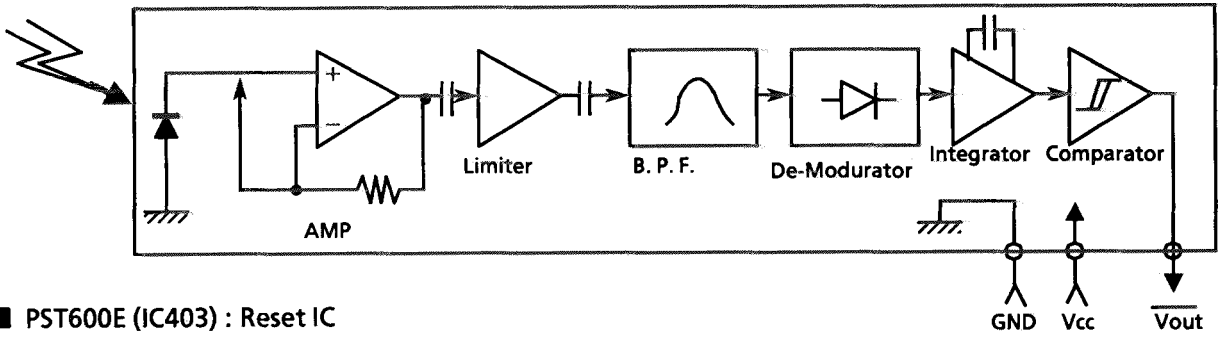 +
−
AMP
Limiter
B. P. F.
De-Modurator
Integrator
Comparator
GND
Vcc
Vout
■ PST600E (IC403) : Reset IC